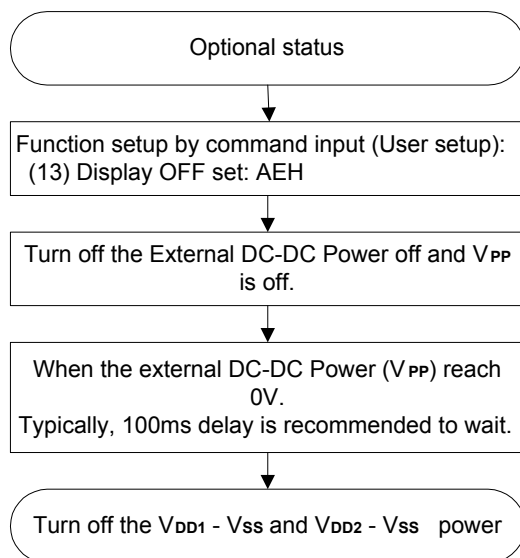 Optional status
Function setup by command input (User setup):
(13) Display OFF set: AEH
Turn off the External DC-DC Power off and VPP
is off.
When the external DC-DC Power (VPP) reach
0V.
Typically, 100ms delay is recommended to wait.
Turn off the VDD1 - VSS and VDD2 - VSS power